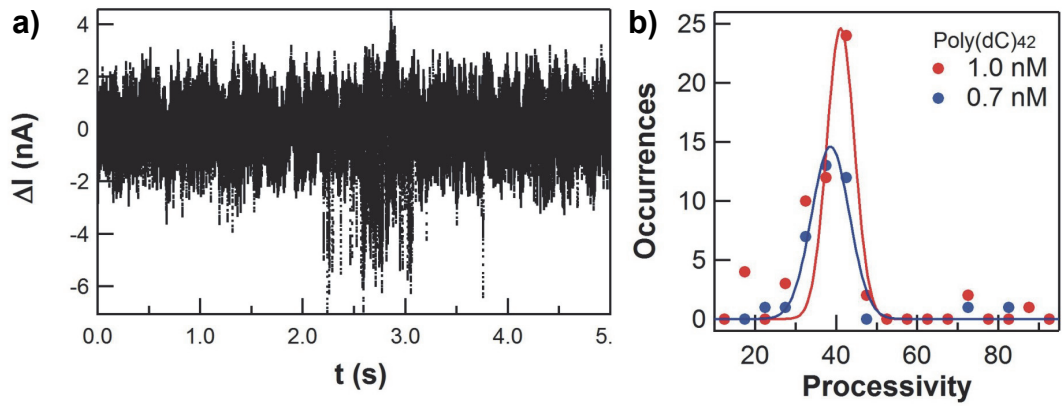 a)
4
2
0
-2
-4
-6
ΔI (nA)
0.0 1.0 2.0 3.0 4.0 5.
t (s)
b)
25
20
15
10
5
0
Occurrences
Poly(dC)42
1.0 nM
0.7 nM
20 40 60 80
Processivity